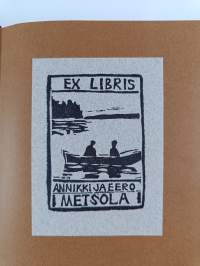 EX LIBRIS
ANNIKKI JA EERO
METSOLA